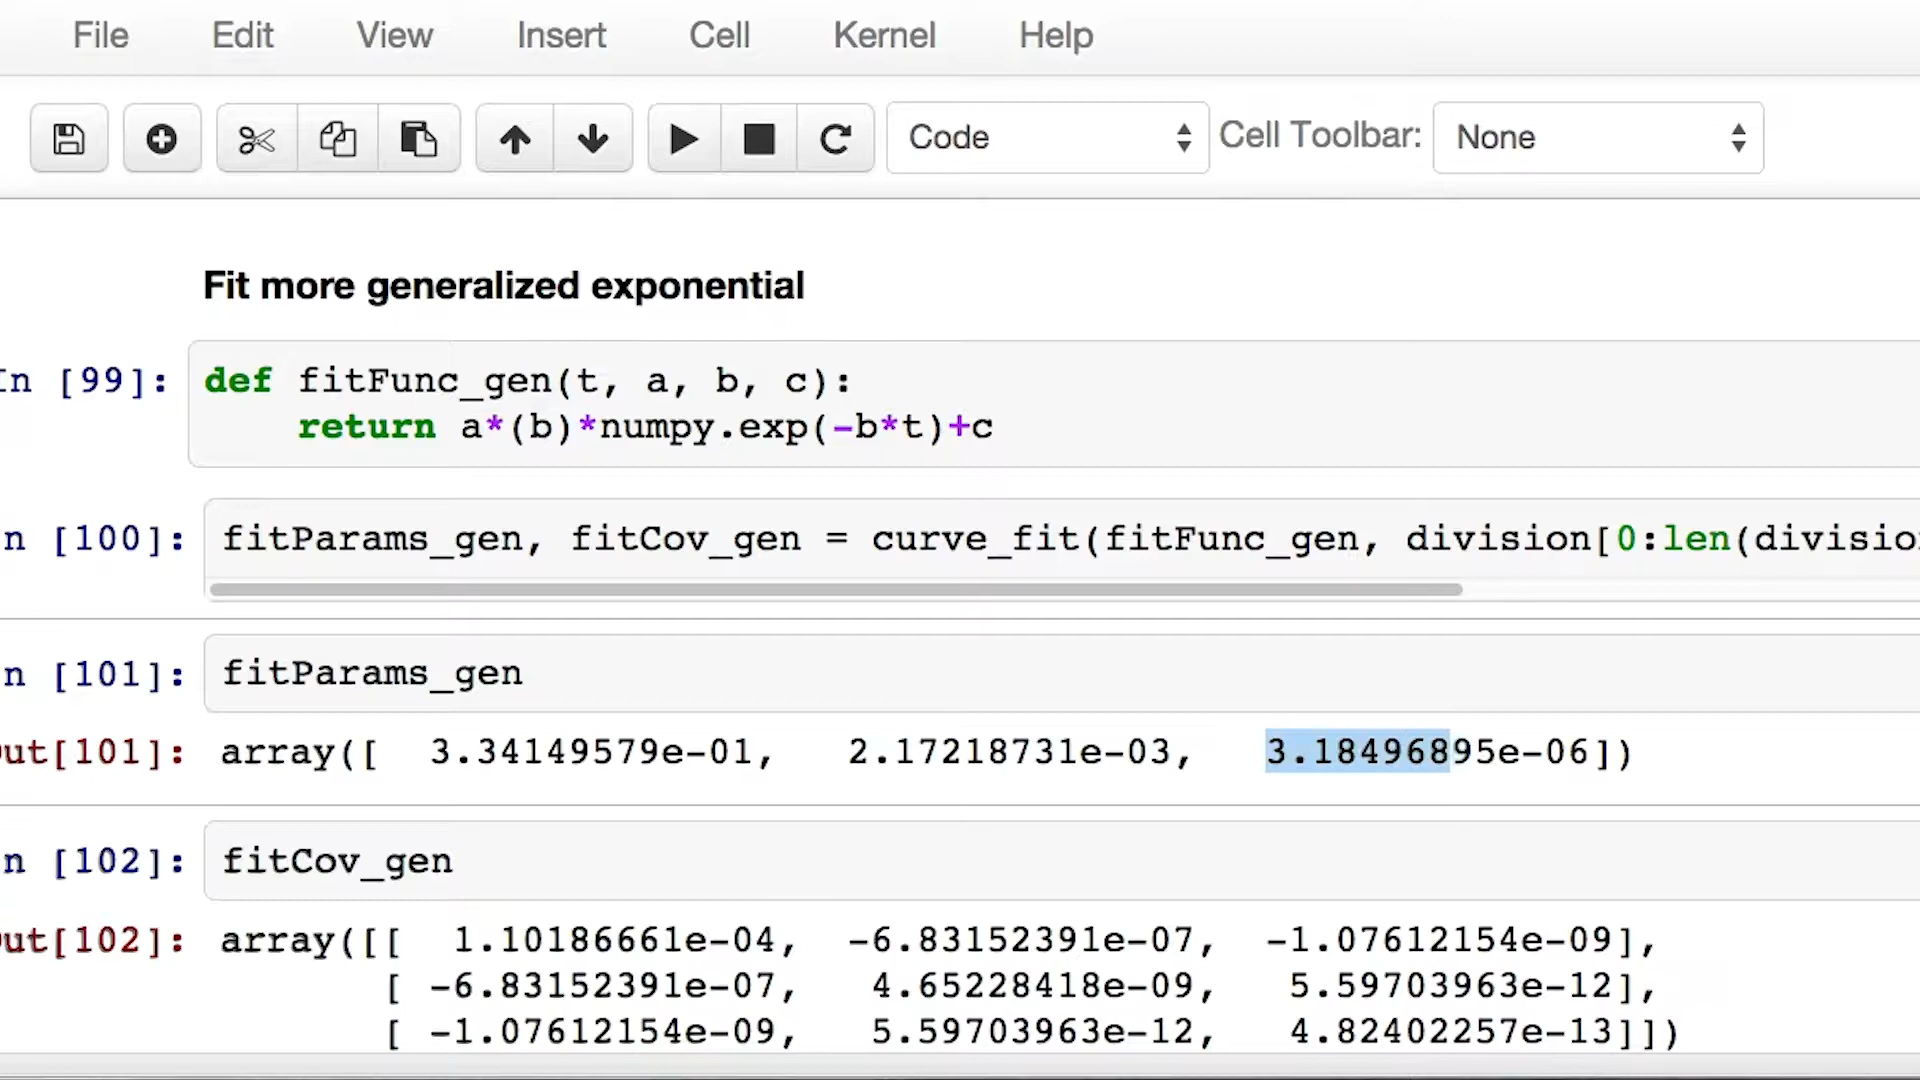 File Edit View Insert Cell Kernel Help
Code Cell Toolbar: None
Fit more generalized exponential
In [99]: def fitFunc_gen(t, a, b, c):
return a*(b)*numpy.exp(-b*t)+c
n [100]: fitParams_gen, fitCov_gen = curve_fit(fitFunc_gen, division[0:len(divisio
n [101]: fitParams_gen
ut[101]: array([ 3.34149579e-01, 2.17218731e-03, 3.18496895e-06])
n [102]: fitCov_gen
ut[102]: array([[ 1.10186661e-04, -6.83152391e-07, -1.07612154e-09],
[ -6.83152391e-07, 4.65228418e-09, 5.59703963e-12],
[ -1.07612154e-09, 5.59703963e-12, 4.82402257e-13]])